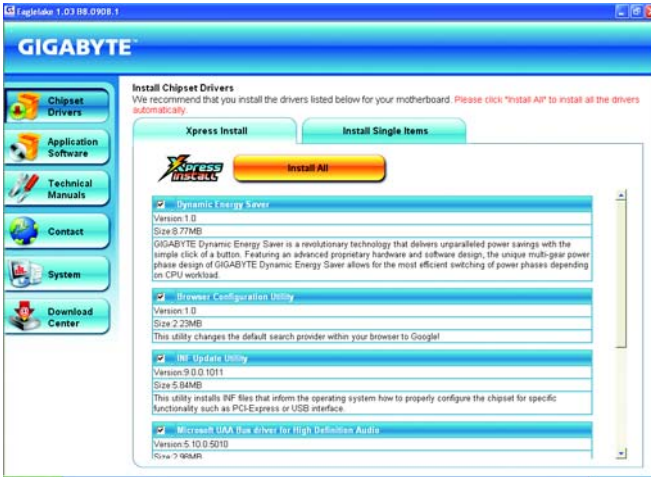 Eaglelake 1.03 B8.0908.1
GIGABYTE™
Chipset
Drivers
Application
Software
Technical
Manuals
Contact
System
Download
Center
Install Chipset Drivers
We recommend that you install the drivers listed below for your motherboard. Please click "Install All" to install all the drivers
automatically.
Xpress Install
Install Single Items
Xpress
Install
Install All
Dynamic Energy Saver
Version:1.0
Size:8.77MB
GIGABYTE Dynamic Energy Saver is a revolutionary technology that delivers unparalleled power savings with the
simple click of a button. Featuring an advanced proprietary hardware and software design, the unique multi-gear power
phase design of GIGABYTE Dynamic Energy Saver allows for the most efficient switching of power phases depending
on CPU workload.
Browser Configuration Utility
Version:1.0
Size:2.23MB
This utility changes the default search provider within your browser to Google!
INF Update Utility
Version:9.0.0.1011
Size:5.84MB
This utility installs INF files that inform the operating system how to properly configure the chipset for specific
functionality such as PCI-Express or USB interface.
Microsoft UAA Bus driver for High Definition Audio
Version:5.10.0.5010
Size:2.98MB